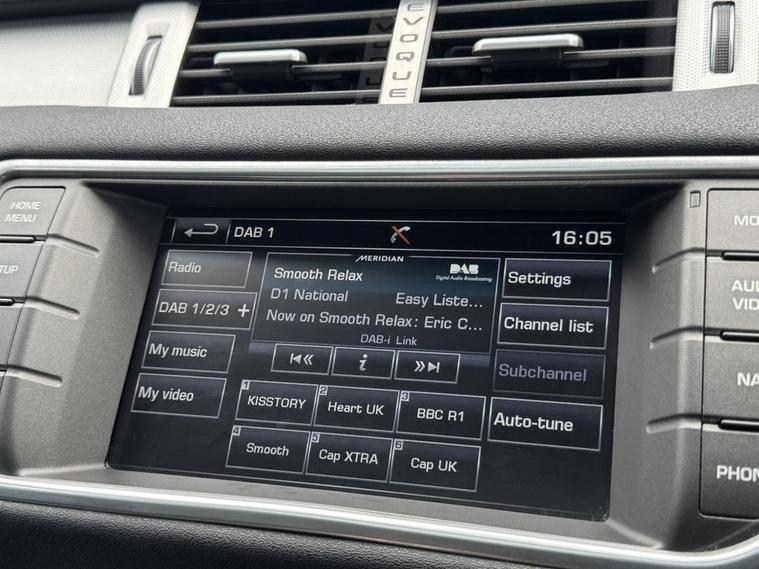 EVOQUE
HOME
MENU
DAB 1
16:05
MERIDIAN
Radio
Smooth Relax
DAB
Digital Audio Broadcasting
Settings
D1 National Easy Liste...
DAB 1/2/3 +
Now on Smooth Relax: Eric C...
Channel list
DAB-i Link
My music
i
Subchannel
My video
1 KISSTORY
2 Heart UK
3 BBC R1
Auto-tune
4 Smooth
5 Cap XTRA
6 Cap UK